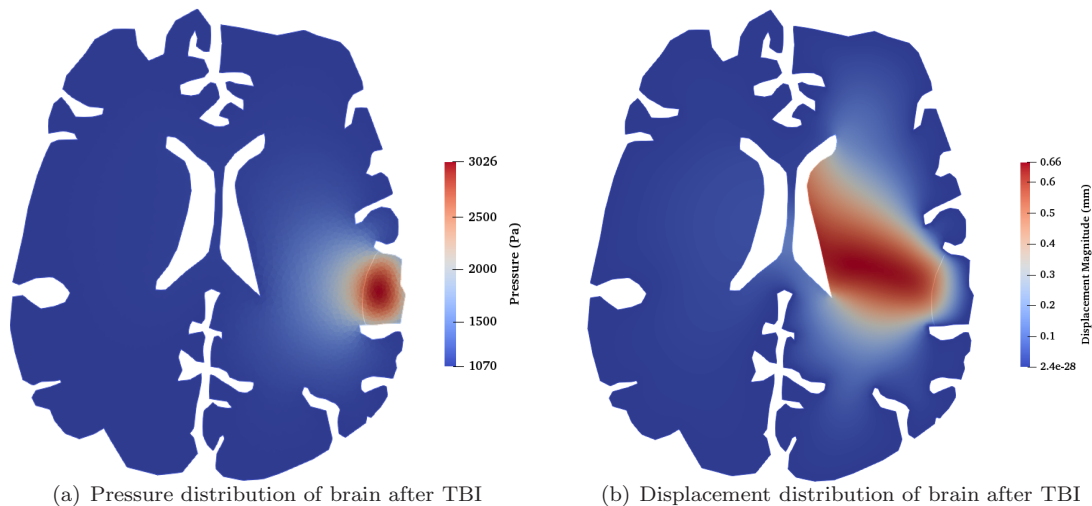 3026
2500
2000
1500
1070
Pressure (Pa)
0.66
0.6
0.5
0.4
0.3
0.2
0.1
2.4e-28
Displacement Magnitude (mm)
(a) Pressure distribution of brain after TBI
(b) Displacement distribution of brain after TBI